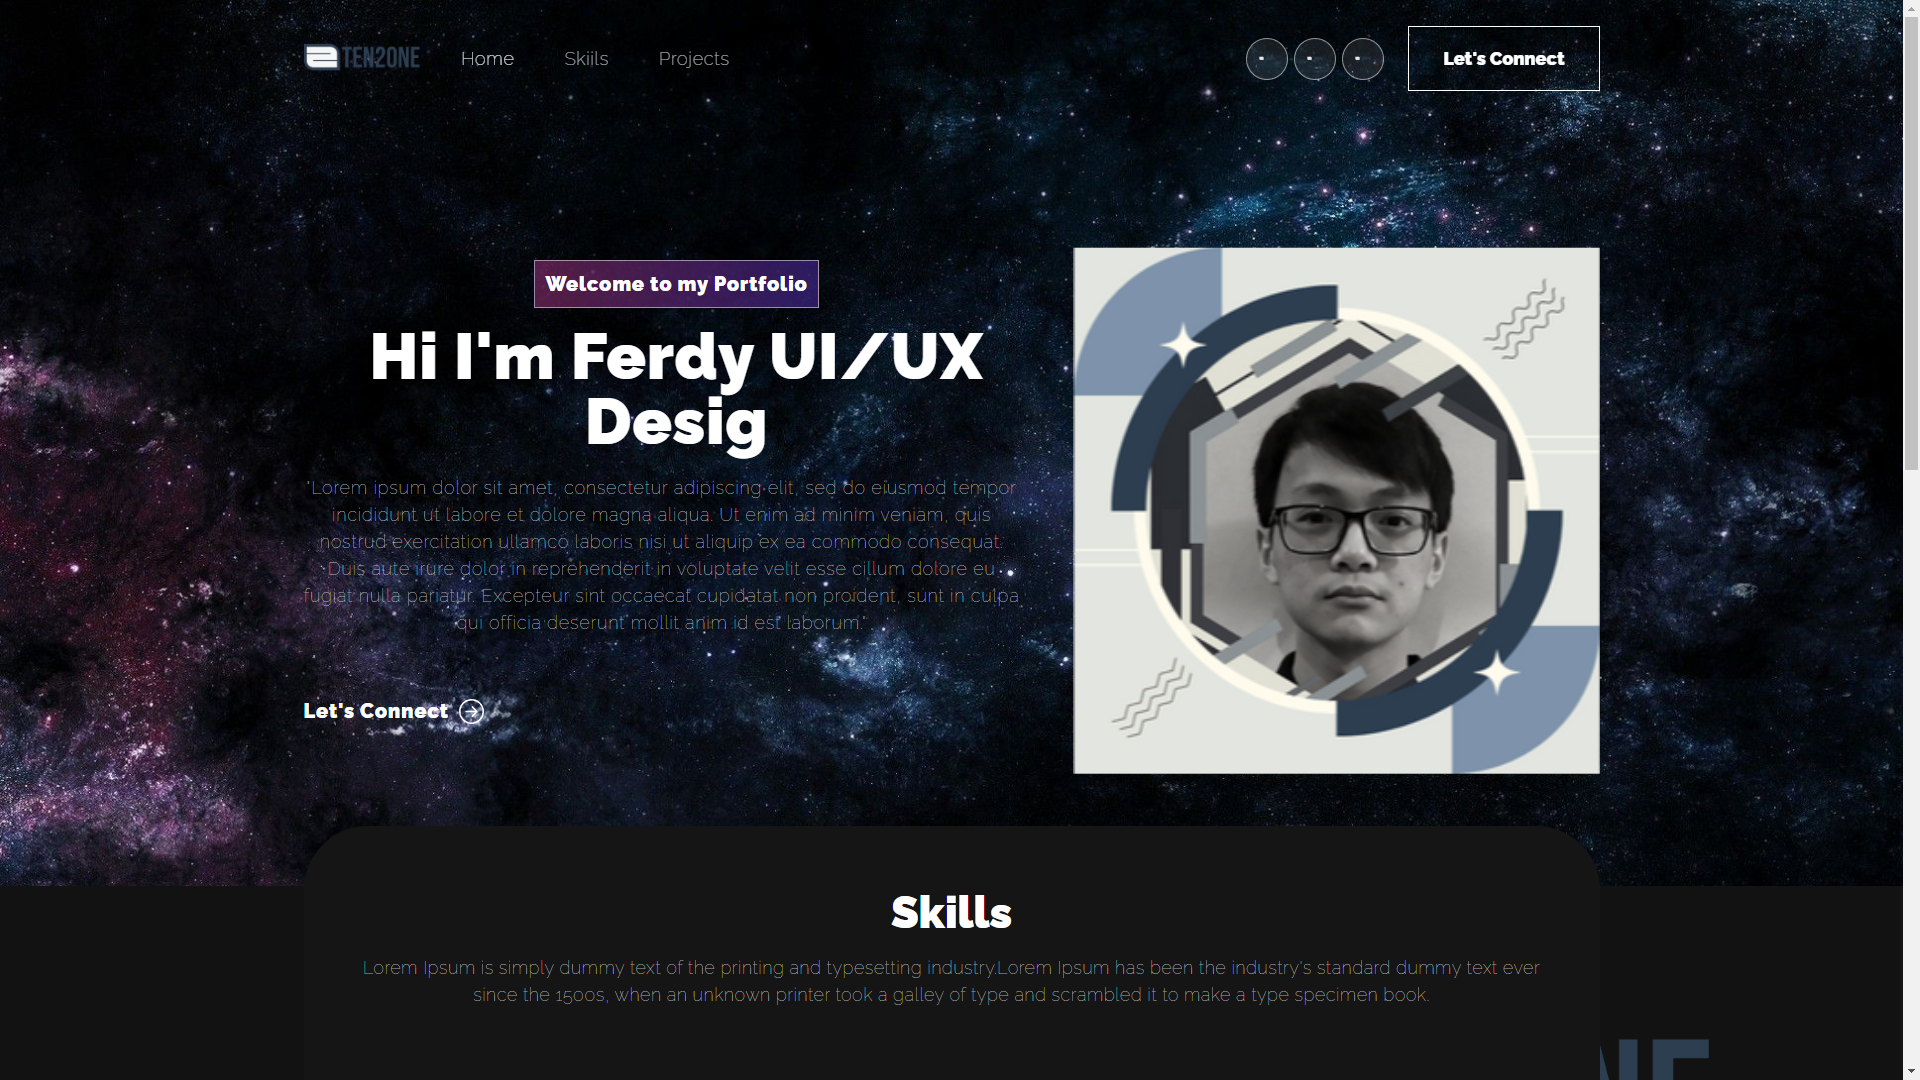 TEN2ONE
Home
Skiils
Projects
Let's Connect
Welcome to my Portfolio
Hi I'm Ferdy UI/UX
Desig
"Lorem ipsum dolor sit amet, consectetur adipiscing elit, sed do eiusmod tempor
incididunt ut labore et dolore magna aliqua. Ut enim ad minim veniam, quis
nostrud exercitation ullamco laboris nisi ut aliquip ex ea commodo consequat.
Duis aute irure dolor in reprehenderit in voluptate velit esse cillum dolore eu
fugiat nulla pariatur. Excepteur sint occaecat cupidatat non proident, sunt in culpa
qui officia deserunt mollit anim id est laborum."
Let's Connect
Skills
Lorem Ipsum is simply dummy text of the printing and typesetting industry.Lorem Ipsum has been the industry's standard dummy text ever
since the 1500s, when an unknown printer took a galley of type and scrambled it to make a type specimen book.